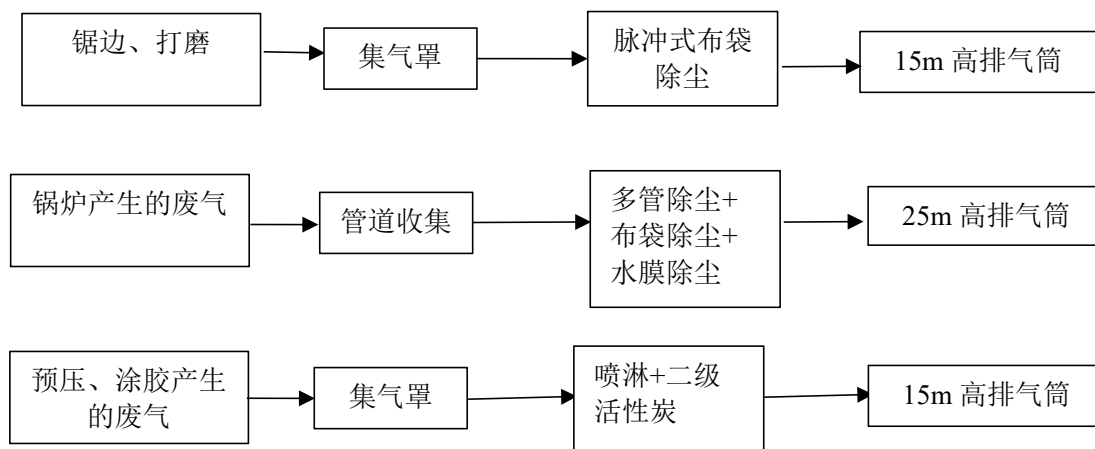 锯边、打磨
集气罩
脉冲式布袋
除尘
15m 高排气筒
锅炉产生的废气
管道收集
多管除尘+
布袋除尘+
水膜除尘
25m 高排气筒
预压、涂胶产生
的废气
集气罩
喷淋+二级
活性炭
15m 高排气筒